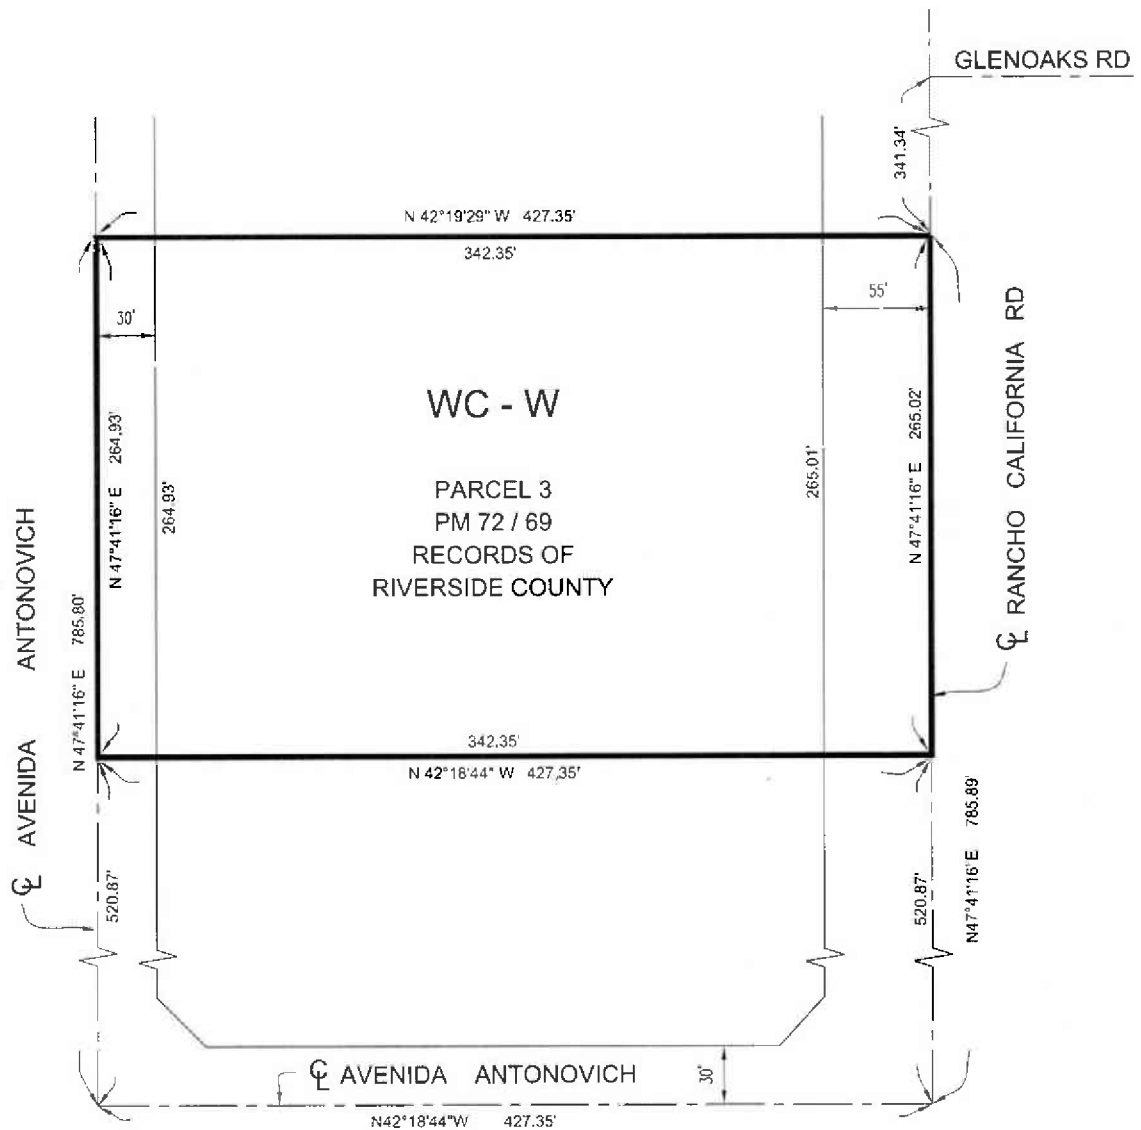 GLENOAKS RD
341.34'
N 42°19'29" W 427.35'
342.35'
30'
55'
WC - W
PARCEL 3
PM 72 / 69
RECORDS OF
RIVERSIDE COUNTY
N 47°41'16" E 264.93'
264.93'
265.01'
N 47°41'16" E 265.02'
℄ RANCHO CALIFORNIA RD
℄ AVENIDA ANTONOVICH
N 47°41'16" E 785.80'
342.35'
N 42°18'44" W 427.35'
520.87'
520.87'
N47°41'16"E 785.89'
℄ AVENIDA ANTONOVICH
30'
N42°18'44"W 427.35'